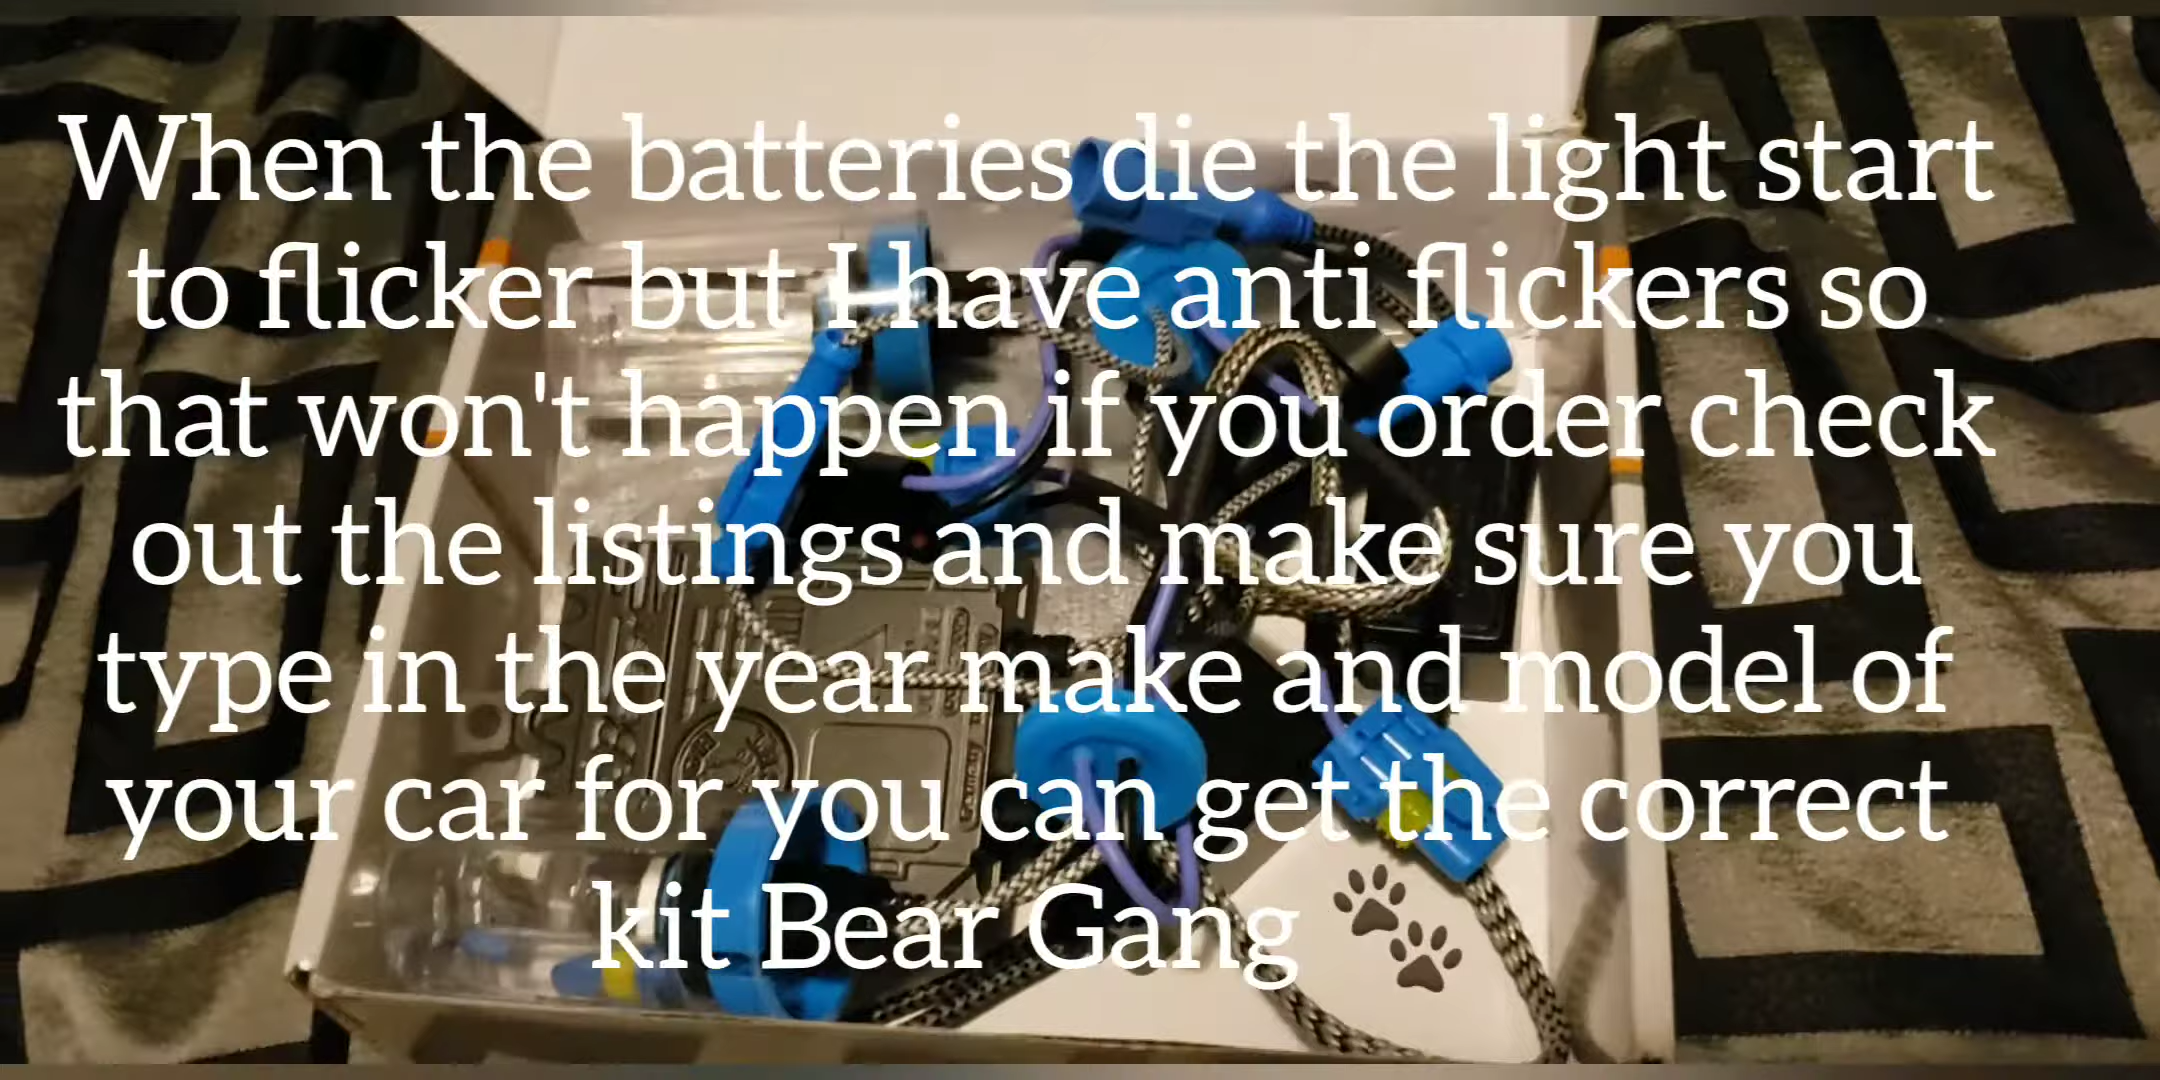 When the batteries die the light start
to flicker but I have anti flickers so
that won't happen if you order check
out the listings and make sure you
type in the year make and model of
your car for you can get the correct
kit Bear Gang 🐾